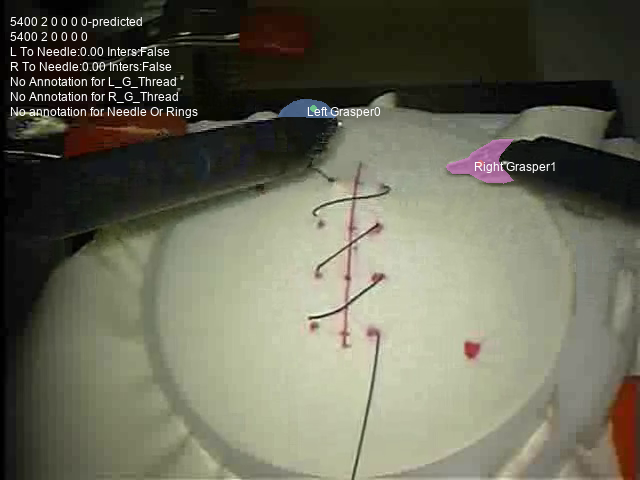 5400 2 0 0 0 0-predicted
5400 2 0 0 0 0
L To Needle:0.00 Inters:False
R To Needle:0.00 Inters:False
No Annotation for L_G_Thread
No Annotation for R_G_Thread
No annotation for Needle Or Rings
Left Grasper0
Right Grasper1